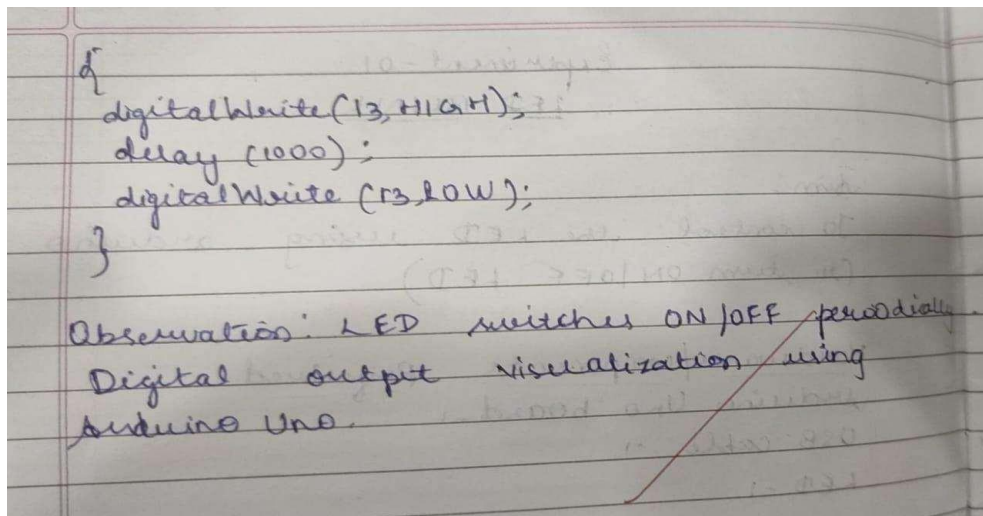 {
digitalWrite(13, HIGH);
delay (1000);
digitalWrite (13, LOW);
}
Observation: LED switches ON/OFF peroodially.
Digital output visualization using
Arduino Uno.